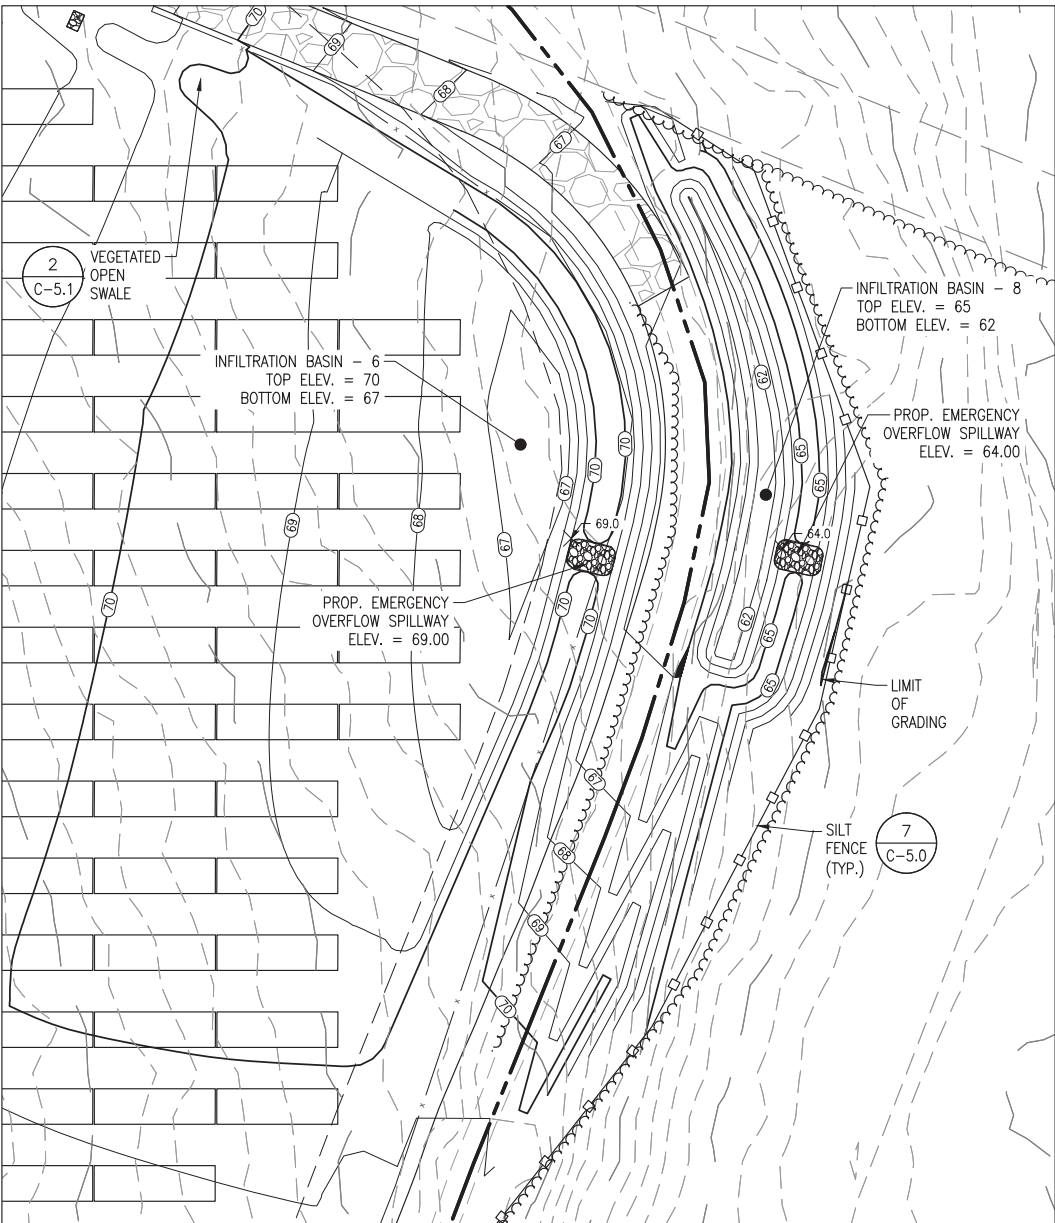 70
69
68
67
2
C-5.1
VEGETATED
OPEN
SWALE
INFILTRATION BASIN - 8
TOP ELEV. = 65
BOTTOM ELEV. = 62
INFILTRATION BASIN - 6
TOP ELEV. = 70
BOTTOM ELEV. = 67
62
PROP. EMERGENCY
OVERFLOW SPILLWAY
ELEV. = 64.00
70
70
65
65
67
69
68
67
69.0
64.0
PROP. EMERGENCY
OVERFLOW SPILLWAY
ELEV. = 69.00
70
70
70
62
65
65
LIMIT
OF
GRADING
67
SILT
FENCE
(TYP.)
7
C-5.0
68
69
70